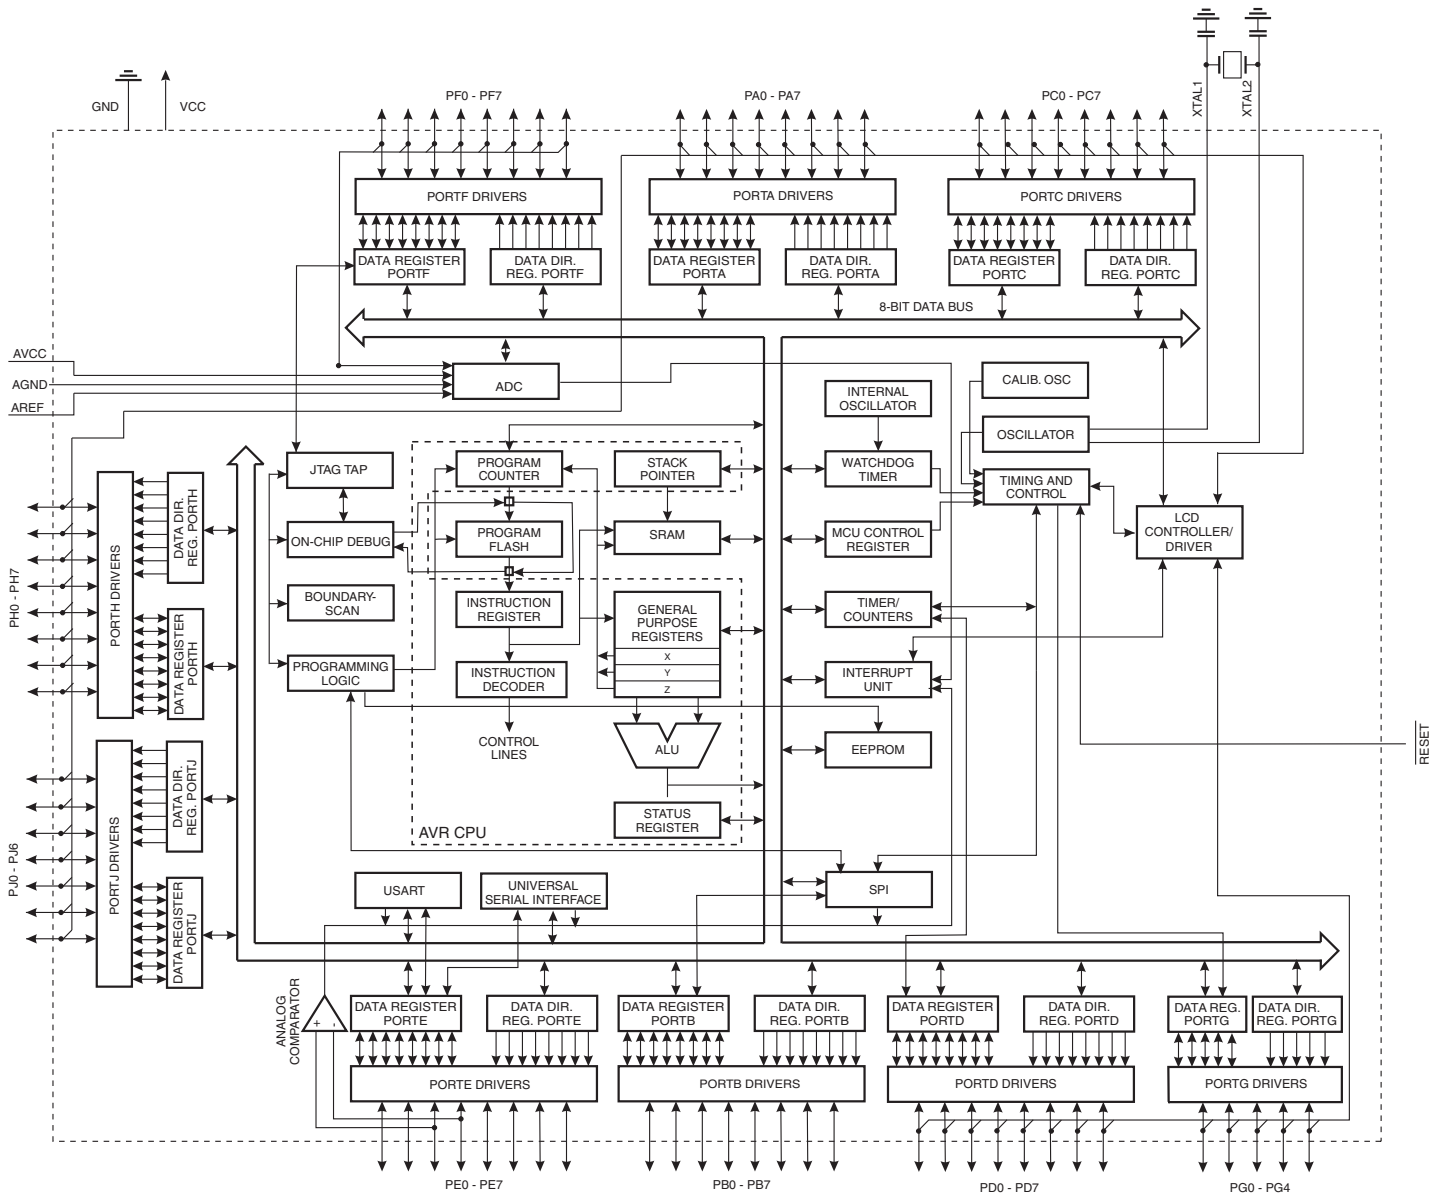 GND
VCC
PF0 - PF7
PA0 - PA7
PC0 - PC7
XTAL1
XTAL2
PORTF DRIVERS
PORTA DRIVERS
PORTC DRIVERS
DATA REGISTER
PORTF
DATA DIR.
REG. PORTF
DATA REGISTER
PORTA
DATA DIR.
REG. PORTA
DATA REGISTER
PORTC
DATA DIR.
REG. PORTC
8-BIT DATA BUS
AVCC
AGND
AREF
ADC
CALIB. OSC
INTERNAL
OSCILLATOR
OSCILLATOR
JTAG TAP
PROGRAM
COUNTER
STACK
POINTER
WATCHDOG
TIMER
TIMING AND
CONTROL
ON-CHIP DEBUG
PROGRAM
FLASH
SRAM
MCU CONTROL
REGISTER
LCD
CONTROLLER/
DRIVER
BOUNDARY-
SCAN
INSTRUCTION
REGISTER
GENERAL
PURPOSE
REGISTERS
X
Y
Z
TIMER/
COUNTERS
PROGRAMMING
LOGIC
INSTRUCTION
DECODER
INTERRUPT
UNIT
CONTROL
LINES
ALU
EEPROM
RESET
STATUS
REGISTER
AVR CPU
PH0 - PH7
PORTH DRIVERS
DATA DIR.
REG. PORTH
DATA REGISTER
PORTH
PJ0 - PJ6
PORTJ DRIVERS
DATA DIR.
REG. PORTJ
DATA REGISTER
PORTJ
USART
UNIVERSAL
SERIAL INTERFACE
SPI
ANALOG
COMPARATOR
+
-
DATA REGISTER
PORTE
DATA DIR.
REG. PORTE
DATA REGISTER
PORTB
DATA DIR.
REG. PORTB
DATA REGISTER
PORTD
DATA DIR.
REG. PORTD
DATA REG.
PORTG
DATA DIR.
REG. PORTG
PORTE DRIVERS
PORTB DRIVERS
PORTD DRIVERS
PORTG DRIVERS
PE0 - PE7
PB0 - PB7
PD0 - PD7
PG0 - PG4